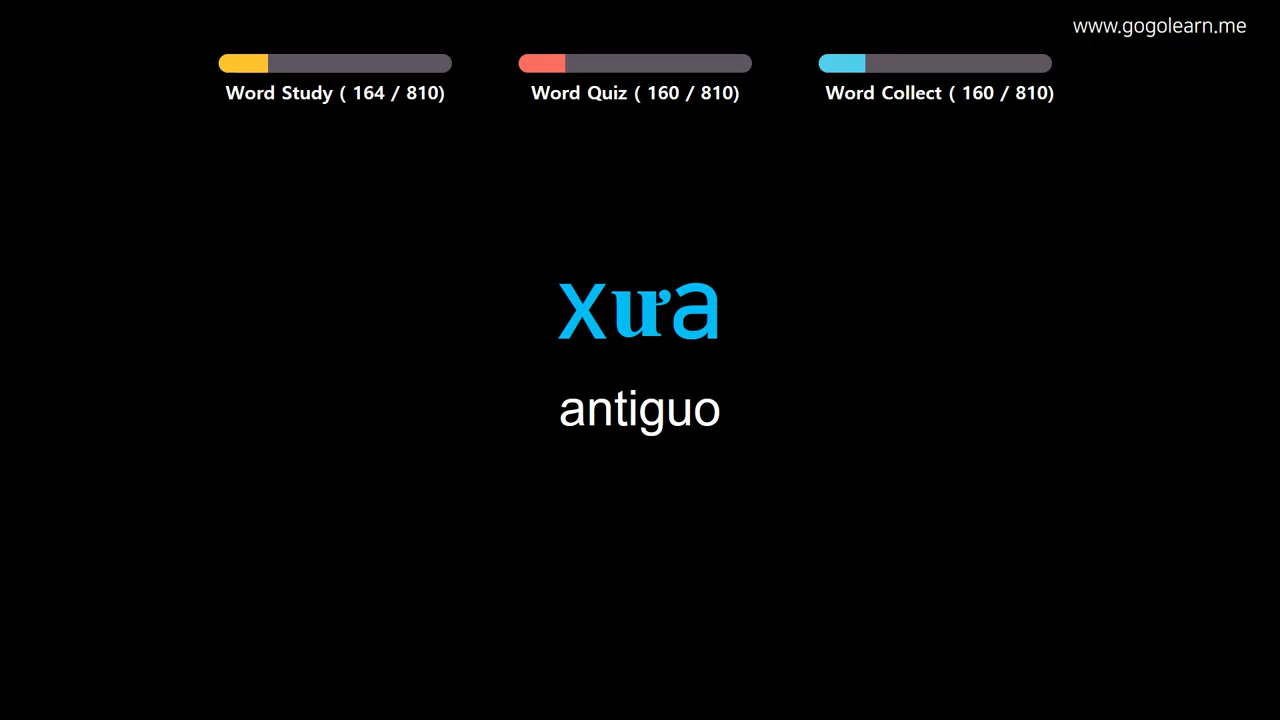 www.gogolearn.me
Word Study ( 164 / 810)
Word Quiz ( 160 / 810)
Word Collect ( 160 / 810)
xưa
antiguo